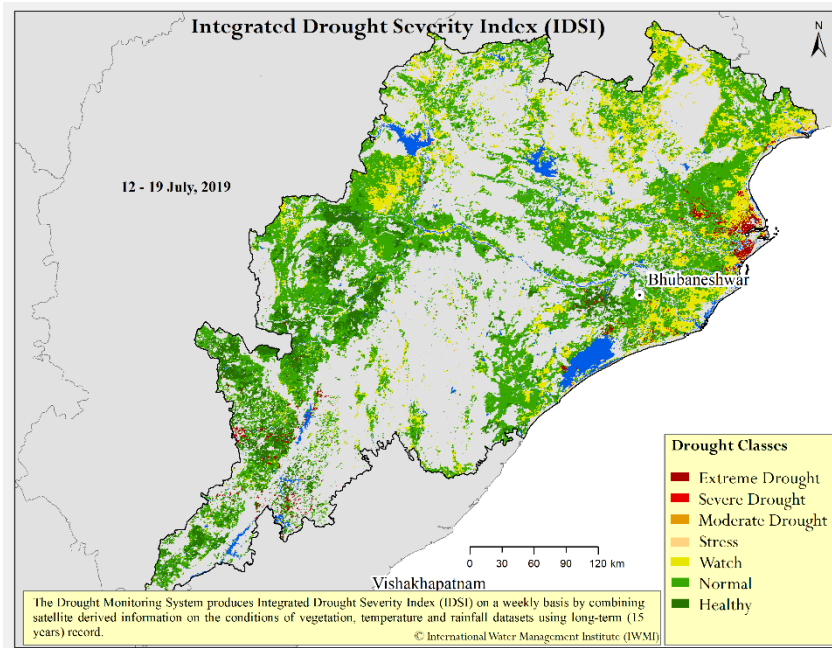 Integrated Drought Severity Index (IDSI)
N
12 - 19 July, 2019
Bhubaneshwar
Drought Classes
Extreme Drought
Severe Drought
Moderate Drought
Stress
Watch
Normal
Healthy
0 30 60 90 120 km
Vishakhapatnam
The Drought Monitoring System produces Integrated Drought Severity Index (IDSI) on a weekly basis by combining
satellite derived information on the conditions of vegetation, temperature and rainfall datasets using long-term (15
years) record.
© International Water Management Institute (IWMI)